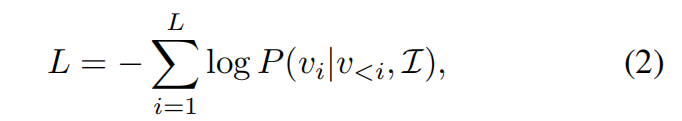 L = − \sum_{i=1}^{L} \log P(v_i | v_{<i}, \mathcal{I}), (2)